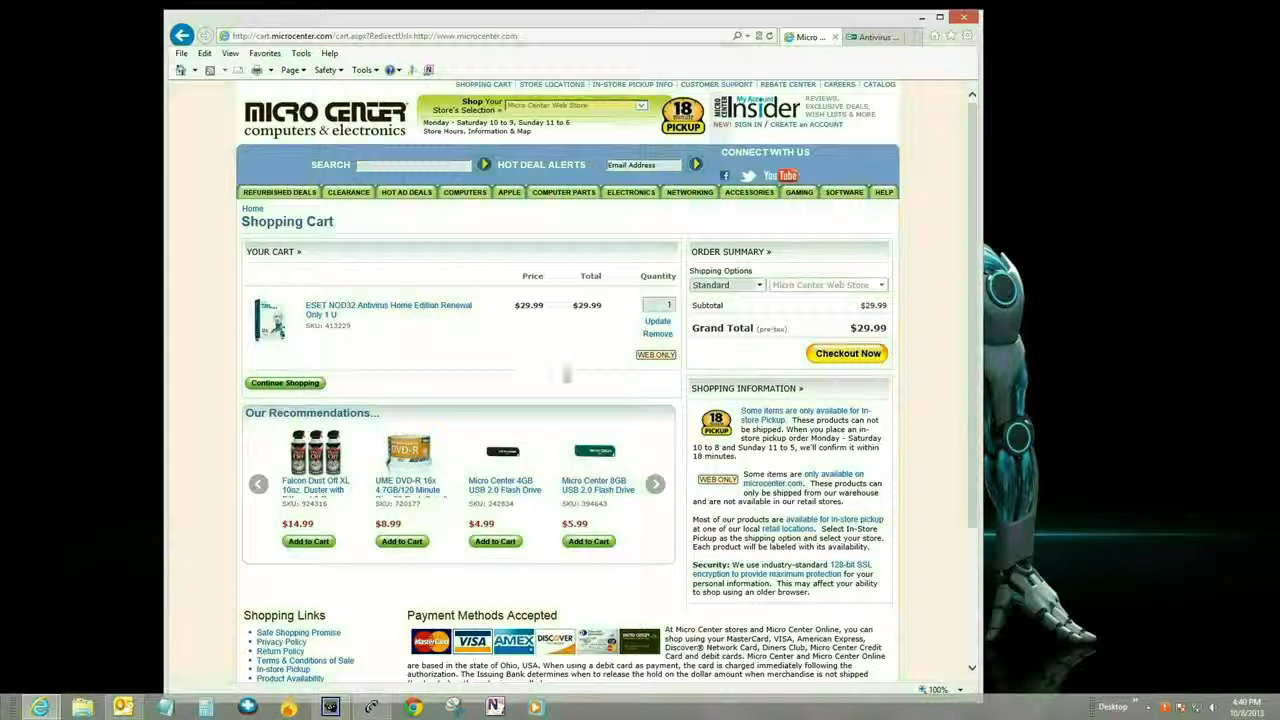 http://cart.microcenter.com/cart.aspx?RedirectUrl=http://www.microcenter.com
Micro ...
Antivirus ...
File Edit View Favorites Tools Help
Page Safety Tools
SHOPPING CART | STORE LOCATIONS | IN-STORE PICKUP INFO | CUSTOMER SUPPORT | REBATE CENTER | CAREERS | CATALOG
MICRO CENTER
computers & electronics
Shop Your
Store's Selection »
Micro Center Web Store
Monday - Saturday 10 to 9, Sunday 11 to 6
Store Hours, Information & Map
18
minute
PICKUP
MICRO CENTER
My Account
Insider
NEW! SIGN IN / CREATE an ACCOUNT
REVIEWS,
EXCLUSIVE DEALS,
WISH LISTS & MORE
SEARCH
HOT DEAL ALERTS
Email Address
CONNECT WITH US
You Tube
REFURBISHED DEALS CLEARANCE HOT AD DEALS COMPUTERS APPLE COMPUTER PARTS ELECTRONICS NETWORKING ACCESSORIES GAMING SOFTWARE HELP
Home
Shopping Cart
YOUR CART »
Price Total Quantity
ESET NOD32 Antivirus Home Edition Renewal
Only 1 U
SKU: 413229
$29.99 $29.99 1
Update
Remove
WEB ONLY
Continue Shopping
ORDER SUMMARY »
Shipping Options
Standard
Micro Center Web Store
Subtotal $29.99
Grand Total (pre-tax) $29.99
Checkout Now
Our Recommendations...
Falcon Dust Off XL
10oz. Duster with
SKU: 924316
$14.99
Add to Cart
UME DVD-R 16x
4.7GB/120 Minute
SKU: 720177
$8.99
Add to Cart
Micro Center 4GB
USB 2.0 Flash Drive
SKU: 242834
$4.99
Add to Cart
Micro Center 8GB
USB 2.0 Flash Drive
SKU: 394643
$5.99
Add to Cart
SHOPPING INFORMATION »
18
minute
PICKUP
Some items are only available for In-
store Pickup. These products can not
be shipped. When you place an in-
store pickup order Monday - Saturday
10 to 8 and Sunday 11 to 5, we'll confirm it within
18 minutes.
WEB ONLY
Some items are only available on
microcenter.com. These products can
only be shipped from our warehouse
and are not available in our retail stores.
Most of our products are available for in-store pickup
at one of our local retail locations. Select In-Store
Pickup as the shipping option and select your store.
Each product will be labeled with its availability.
Security: We use industry-standard 128-bit SSL
encryption to provide maximum protection for your
personal information. This may affect your ability
to shop using an older browser.
Shopping Links
Safe Shopping Promise
Privacy Policy
Return Policy
Terms & Conditions of Sale
In-store Pickup
Product Availability
Payment Methods Accepted
MasterCard
VISA
AMEX
DISCOVER
At Micro Center stores and Micro Center Online, you can
shop using your MasterCard, VISA, American Express,
Discover® Network Card, Diners Club, Micro Center Credit
Card and debit cards. Micro Center and Micro Center Online
are based in the state of Ohio, USA. When using a debit card as payment, the card is charged immediately following the
authorization. The Issuing Bank determines when to release the hold on the dollar amount when merchandise is not shipped
100%
Desktop
4:40 PM
10/8/2013